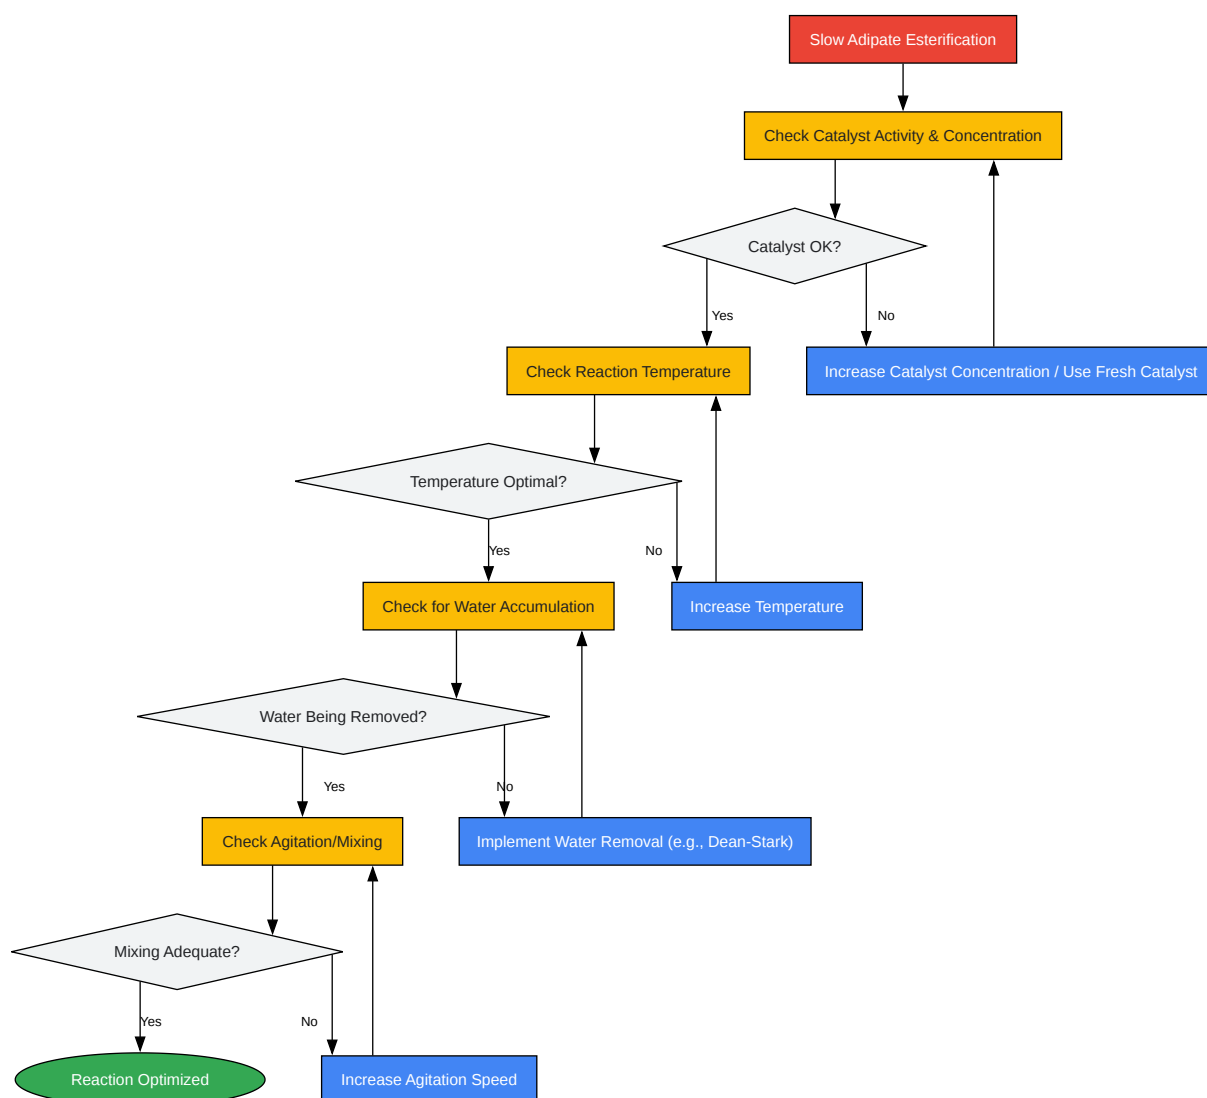 Slow Adipate Esterification
Check Catalyst Activity & Concentration
Catalyst OK?
Yes
No
Check Reaction Temperature
Increase Catalyst Concentration / Use Fresh Catalyst
Temperature Optimal?
Yes
No
Check for Water Accumulation
Increase Temperature
Water Being Removed?
Yes
No
Check Agitation/Mixing
Implement Water Removal (e.g., Dean-Stark)
Mixing Adequate?
Yes
No
Reaction Optimized
Increase Agitation Speed